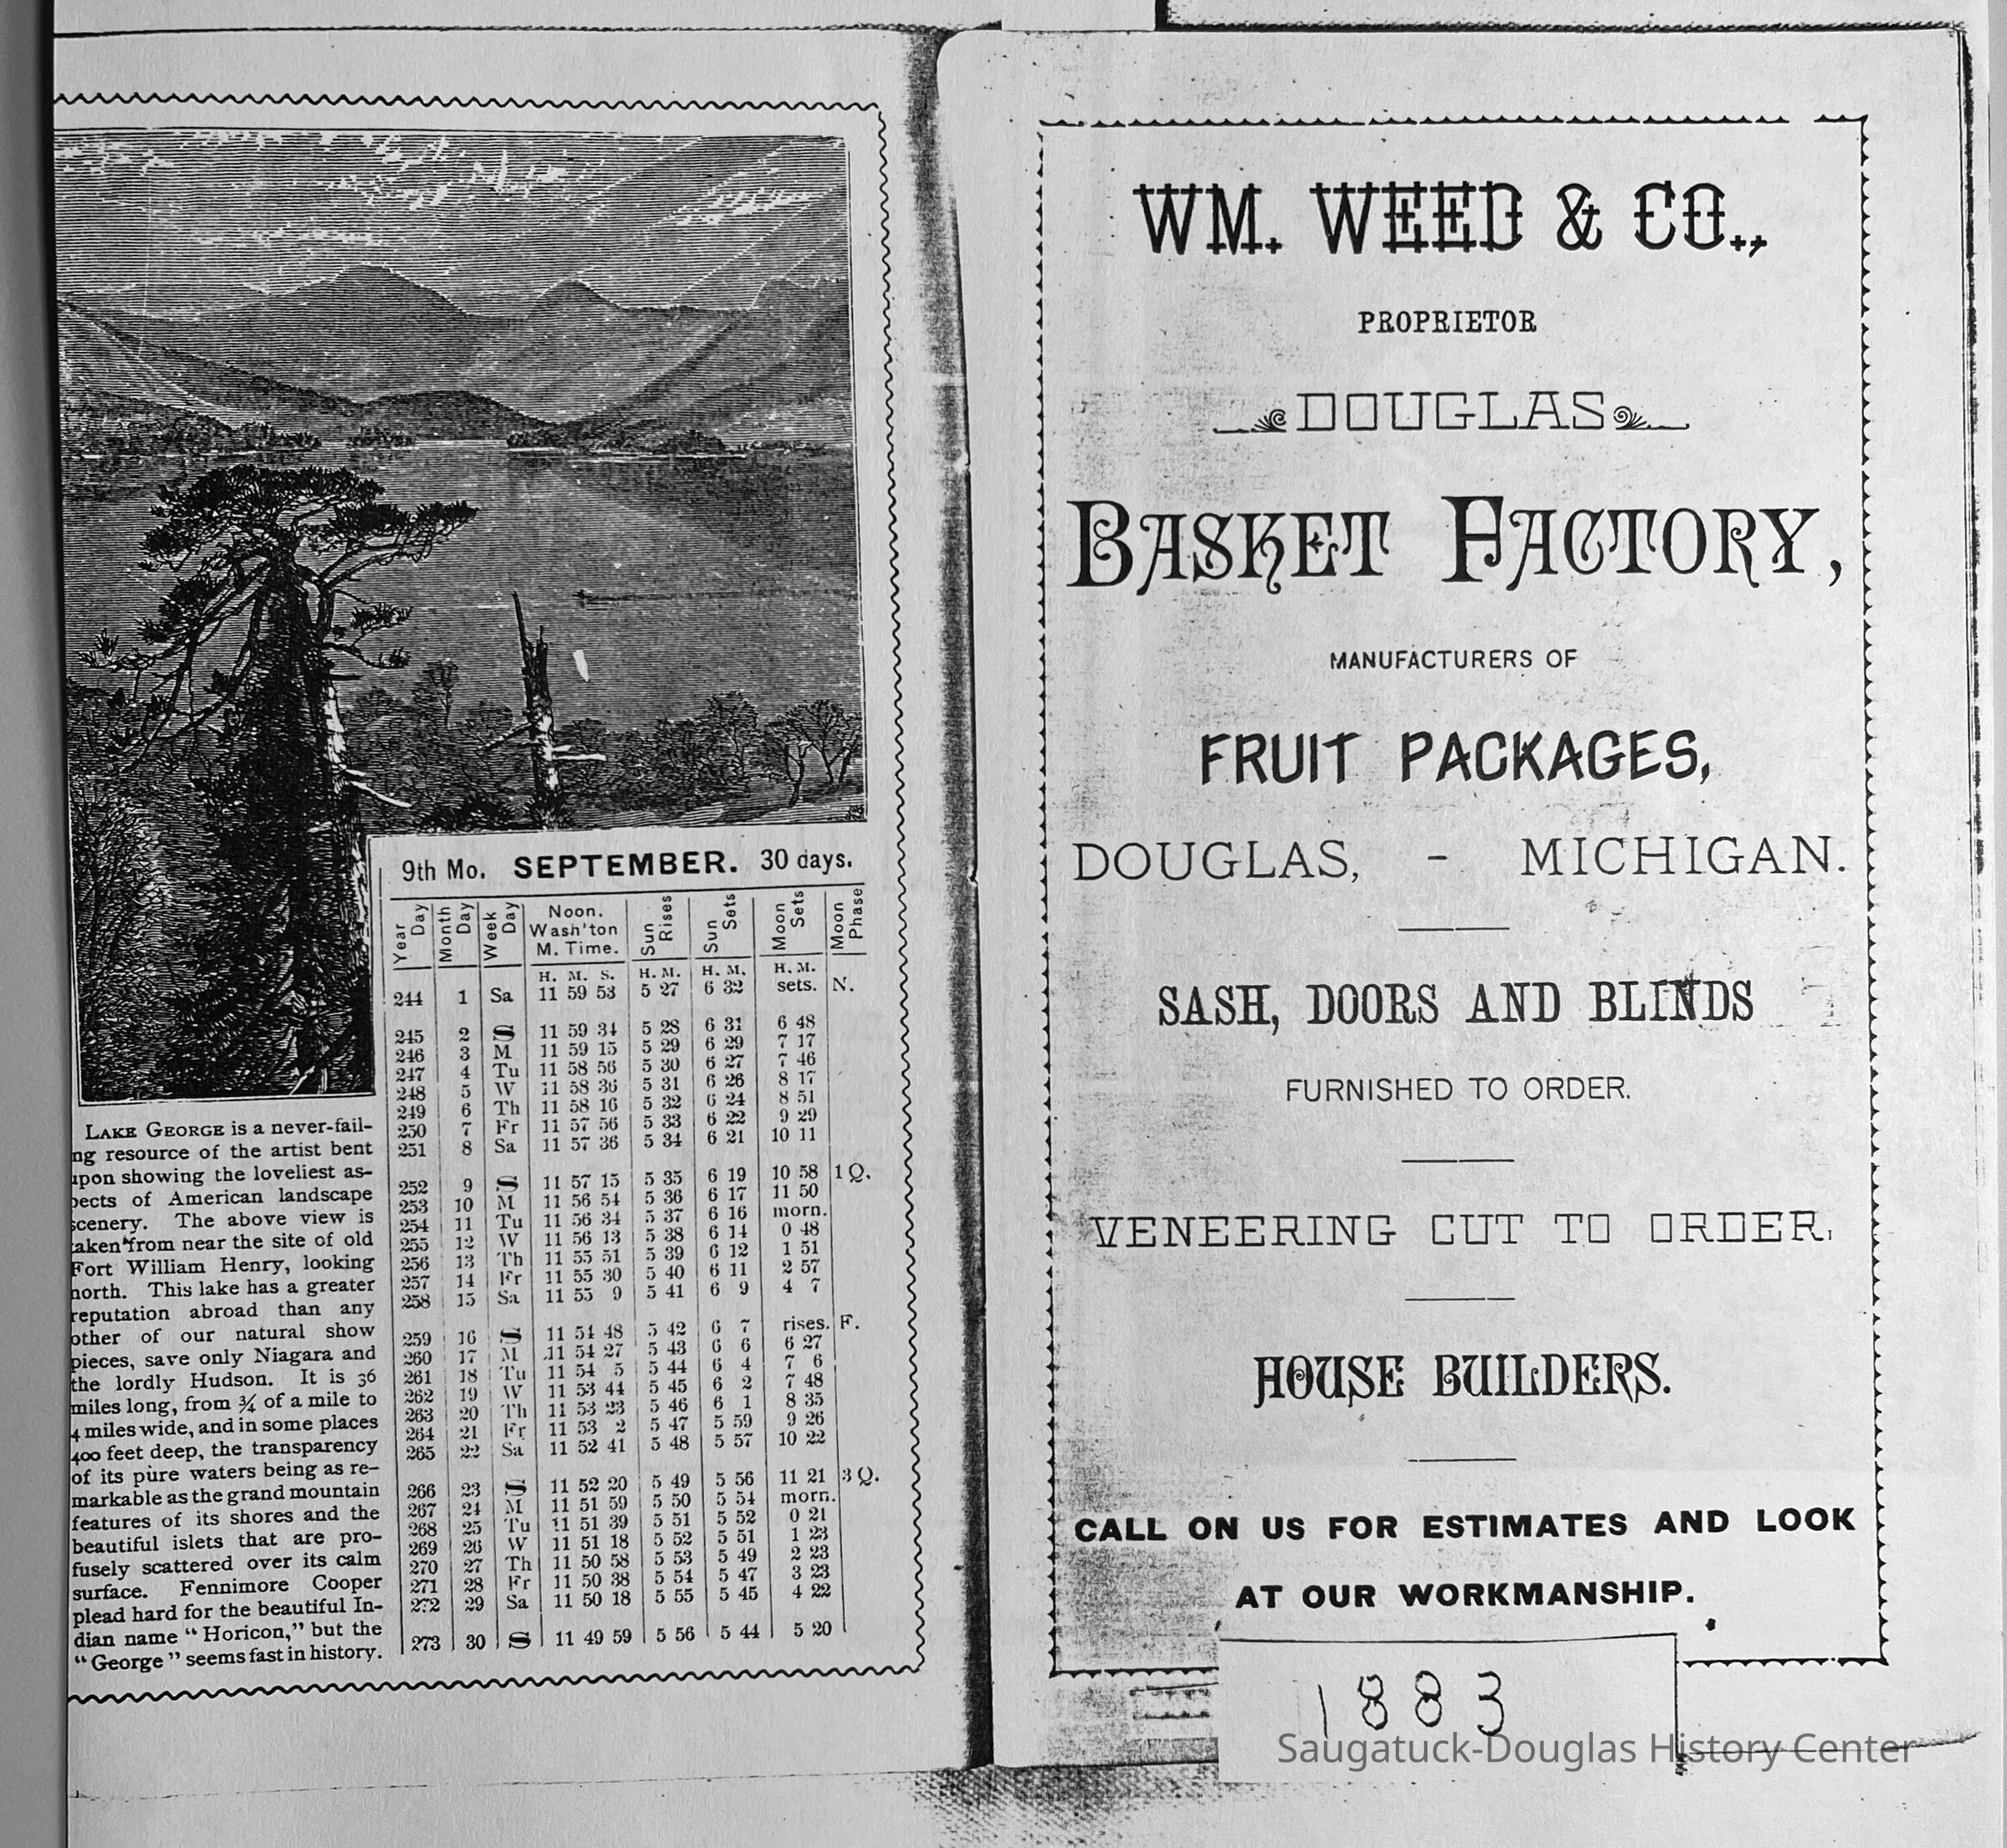 9th Mo. SEPTEMBER. 30 days.
Year Day Month Day Week Day Noon. Wash'ton M. Time. Sun Rises Sun Sets Moon Sets Moon Phase
H. M. S. H. M. H. M. H. M.
244 1 Sa 11 59 53 5 27 6 32 sets. N.
245 2 S 11 59 34 5 28 6 31 6 48
246 3 M 11 59 15 5 29 6 29 7 17
247 4 Tu 11 58 56 5 30 6 27 7 46
248 5 W 11 58 36 5 31 6 26 8 17
249 6 Th 11 58 16 5 32 6 24 8 51
250 7 Fr 11 57 56 5 33 6 22 9 29
251 8 Sa 11 57 36 5 34 6 21 10 11
252 9 S 11 57 15 5 35 6 19 10 58 1 Q.
253 10 M 11 56 54 5 36 6 17 11 50
254 11 Tu 11 56 34 5 37 6 16 morn.
255 12 W 11 56 13 5 38 6 14 0 48
256 13 Th 11 55 51 5 39 6 12 1 51
257 14 Fr 11 55 30 5 40 6 11 2 57
258 15 Sa 11 55 9 5 41 6 9 4 7
259 16 S 11 54 48 5 42 6 7 rises. F.
260 17 M 11 54 27 5 43 6 6 6 27
261 18 Tu 11 54 5 5 44 6 4 7 6
262 19 W 11 53 44 5 45 6 2 7 48
263 20 Th 11 53 23 5 46 6 1 8 35
264 21 Fr 11 53 2 5 47 5 59 9 26
265 22 Sa 11 52 41 5 48 5 57 10 22
266 23 S 11 52 20 5 49 5 56 11 21 3 Q.
267 24 M 11 51 59 5 50 5 54 morn.
268 25 Tu 11 51 39 5 51 5 52 0 21
269 26 W 11 51 18 5 52 5 51 1 23
270 27 Th 11 50 58 5 53 5 49 2 23
271 28 Fr 11 50 38 5 54 5 47 3 23
272 29 Sa 11 50 18 5 55 5 45 4 22
273 30 S 11 49 59 5 56 5 44 5 20
LAKE GEORGE is a never-fail-
ng resource of the artist bent
upon showing the loveliest as-
pects of American landscape
scenery. The above view is
taken from near the site of old
Fort William Henry, looking
north. This lake has a greater
reputation abroad than any
other of our natural show
pieces, save only Niagara and
the lordly Hudson. It is 36
miles long, from ¾ of a mile to
4 miles wide, and in some places
400 feet deep, the transparency
of its pure waters being as re-
markable as the grand mountain
features of its shores and the
beautiful islets that are pro-
fusely scattered over its calm
surface. Fennimore Cooper
plead hard for the beautiful In-
dian name "Horicon," but the
"George" seems fast in history.
WM. WEED & CO.,
PROPRIETOR
DOUGLAS
BASKET FACTORY,
MANUFACTURERS OF
FRUIT PACKAGES,
DOUGLAS, - MICHIGAN.
SASH, DOORS AND BLINDS
FURNISHED TO ORDER.
VENEERING CUT TO ORDER.
HOUSE BUILDERS.
CALL ON US FOR ESTIMATES AND LOOK
AT OUR WORKMANSHIP.
1883
Saugatuck-Douglas History Center